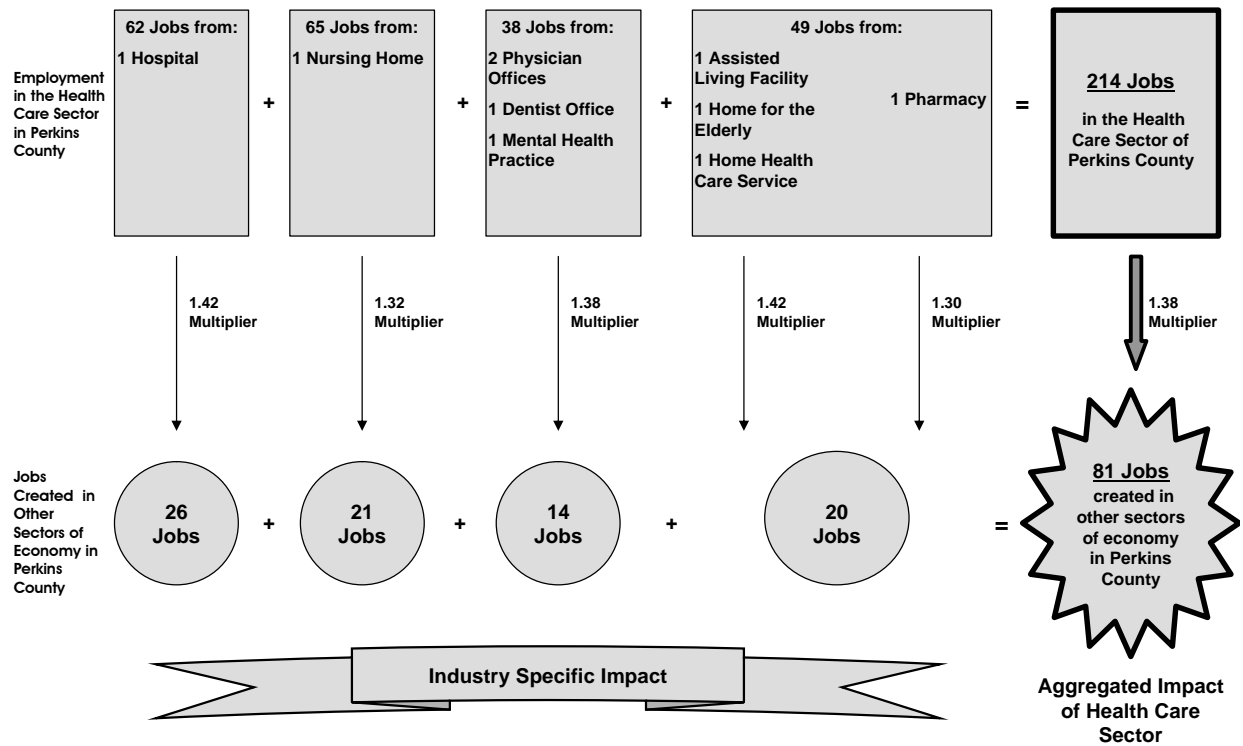 Employment
in the Health
Care Sector
in Perkins
County
62 Jobs from:
1 Hospital
+
65 Jobs from:
1 Nursing Home
+
38 Jobs from:
2 Physician
Offices
1 Dentist Office
1 Mental Health
Practice
+
49 Jobs from:
1 Assisted
Living Facility
1 Home for the
Elderly
1 Home Health
Care Service
1 Pharmacy
=
214 Jobs
in the Health
Care Sector of
Perkins County
1.42
Multiplier
1.32
Multiplier
1.38
Multiplier
1.42
Multiplier
1.30
Multiplier
1.38
Multiplier
Jobs
Created in
Other
Sectors of
Economy in
Perkins
County
26
Jobs
+
21
Jobs
+
14
Jobs
+
20
Jobs
=
81 Jobs
created in
other sectors
of economy
in Perkins
County
Industry Specific Impact
Aggregated Impact
of Health Care
Sector